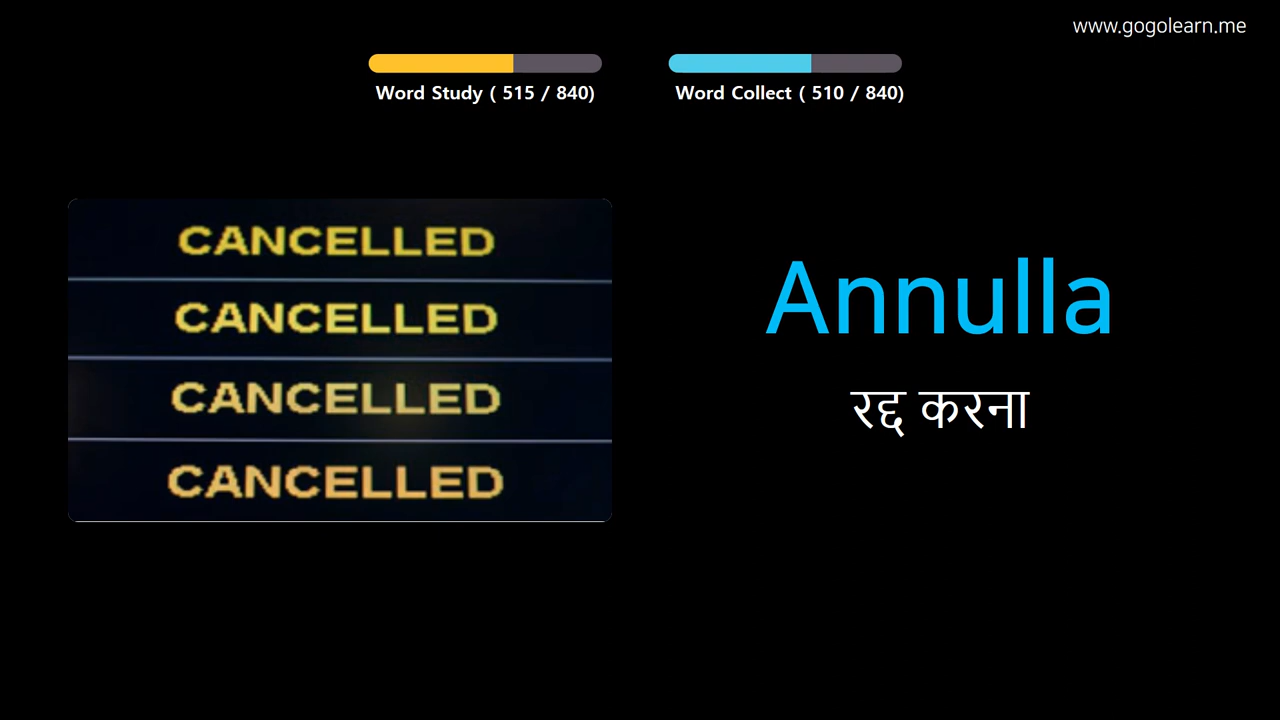 www.gogolearn.me
Word Study ( 515 / 840)
Word Collect ( 510 / 840)
CANCELLED
CANCELLED
CANCELLED
CANCELLED
Annulla
रद्द करना